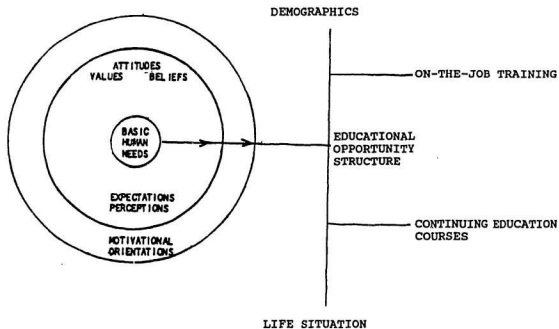 DEMOGRAPHICS
ATTITUDES
VALUES BELIEFS
ON-THE-JOB TRAINING
BASIC
HUMAN
NEEDS
EDUCATIONAL
OPPORTUNITY
STRUCTURE
EXPECTATIONS
PERCEPTIONS
MOTIVATIONAL
ORIENTATIONS
CONTINUING EDUCATION
COURSES
LIFE SITUATION